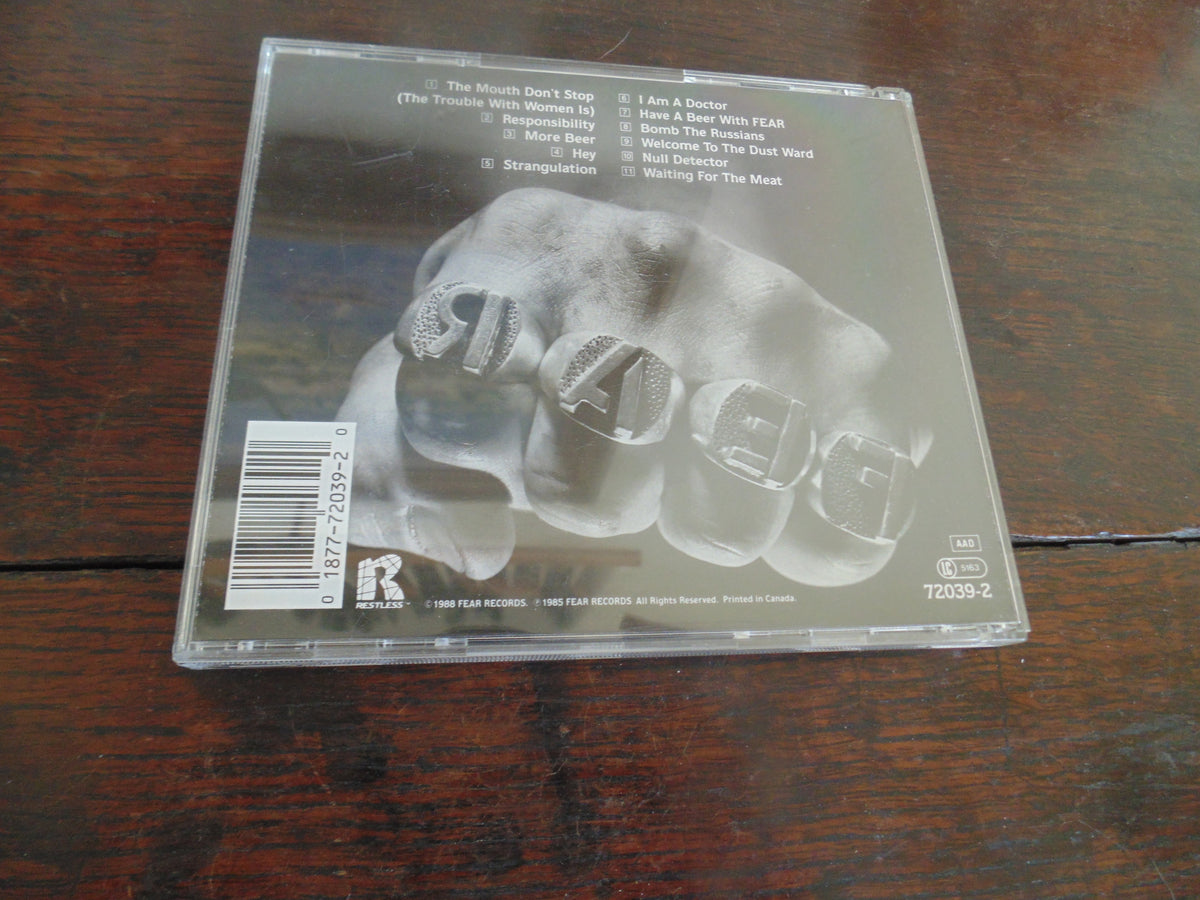 1 The Mouth Don't Stop
(The Trouble With Women Is)
2 Responsibility
3 More Beer
4 Hey
5 Strangulation
6 I Am A Doctor
7 Have A Beer With FEAR
8 Bomb The Russians
9 Welcome To The Dust Ward
10 Null Detector
11 Waiting For The Meat
R A E F
0 1877-72039-2 0
R
RESTLESS™
© 1988 FEAR RECORDS. ℗ 1985 FEAR RECORDS All Rights Reserved. Printed in Canada.
AAD
LC 5163
72039-2